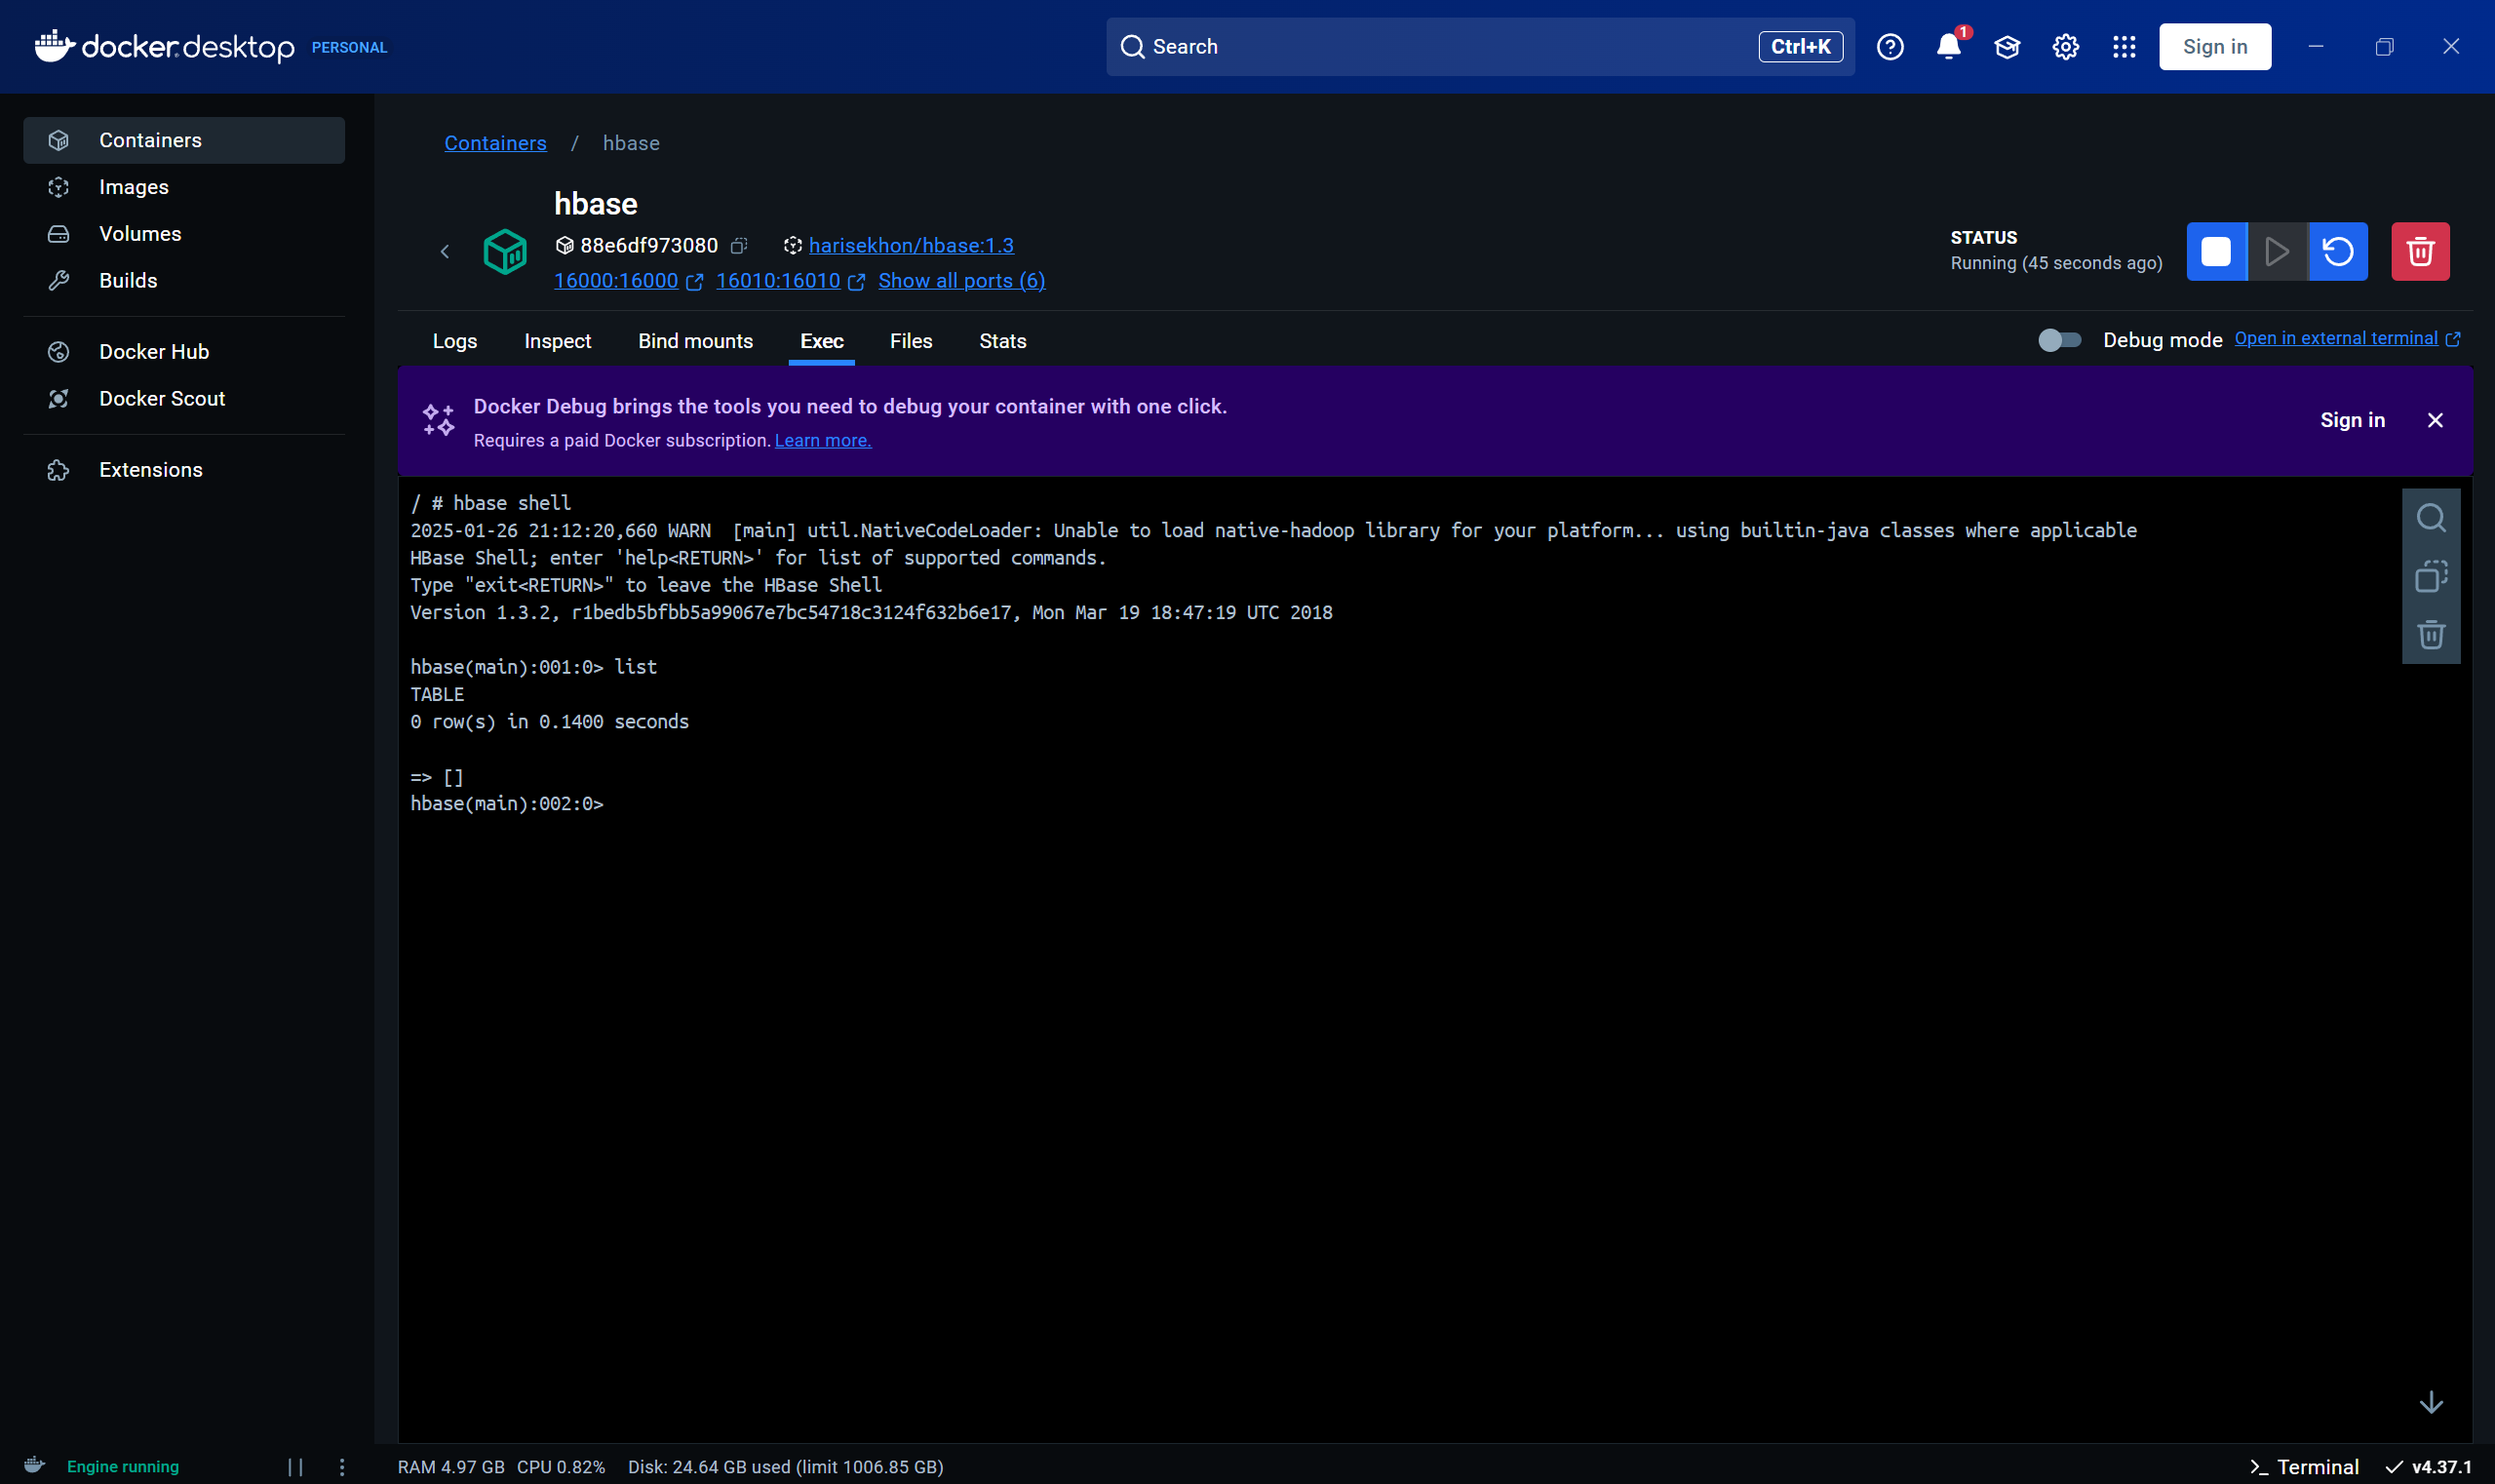 docker.desktop PERSONAL
Search Ctrl+K
1
Sign in
Containers
Images
Volumes
Builds
Docker Hub
Docker Scout
Extensions
Containers / hbase
hbase
88e6df973080 harisekhon/hbase:1.3
16000:16000 16010:16010 Show all ports (6)
STATUS
Running (45 seconds ago)
Logs Inspect Bind mounts Exec Files Stats
Debug mode Open in external terminal
Docker Debug brings the tools you need to debug your container with one click.
Requires a paid Docker subscription. Learn more.
Sign in
/ # hbase shell
2025-01-26 21:12:20,660 WARN  [main] util.NativeCodeLoader: Unable to load native-hadoop library for your platform... using builtin-java classes where applicable
HBase Shell; enter 'help<RETURN>' for list of supported commands.
Type "exit<RETURN>" to leave the HBase Shell
Version 1.3.2, r1bedb5bfbb5a99067e7bc54718c3124f632b6e17, Mon Mar 19 18:47:19 UTC 2018
hbase(main):001:0> list
TABLE
0 row(s) in 0.1400 seconds
=> []
hbase(main):002:0>
Engine running
RAM 4.97 GB CPU 0.82% Disk: 24.64 GB used (limit 1006.85 GB)
Terminal v4.37.1